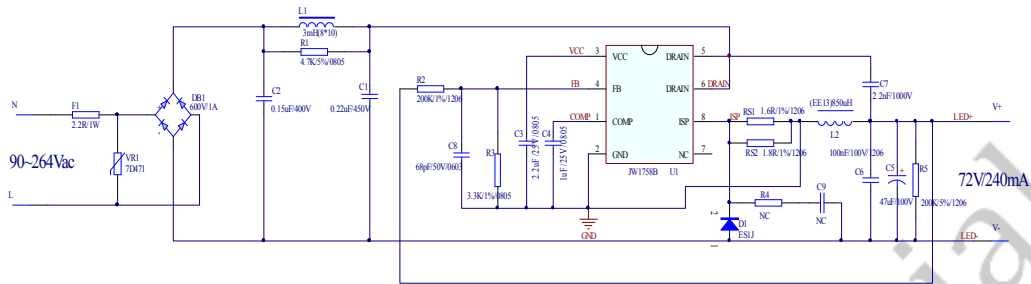 L1
3mH(8*10)
R1
4.7K/5%/0805
VCC
3
VCC
DRAIN
5
FB
4
FB
DRAIN
6
DRAIN
COMP
1
COMP
ISP
8
ISP
2
GND
NC
7
JW1758B
U1
N
F1
2.2R/1W
DB1
600V/1A
C2
0.15uF/400V
C1
0.22uF/450V
R2
200K/1%/1206
C7
2.2nF/1000V
RS1
1.6R/1%/1206
RS2
1.8R/1%/1206
(EE13)850uH
L2
LED+
V+
90~264Vac
VR1
7D471
L
C8
68pF/50V/0603
R3
3.3K/1%/0805
C3
2.2uF/25V/0805
C4
1uF/25V/0805
100nF/100V/1206
C6
C5
+
47uF/100V
R5
200K/5%/1206
72V/240mA
R4
NC
C9
NC
2
D1
ES1J
1
GND
LED-
V-
ial